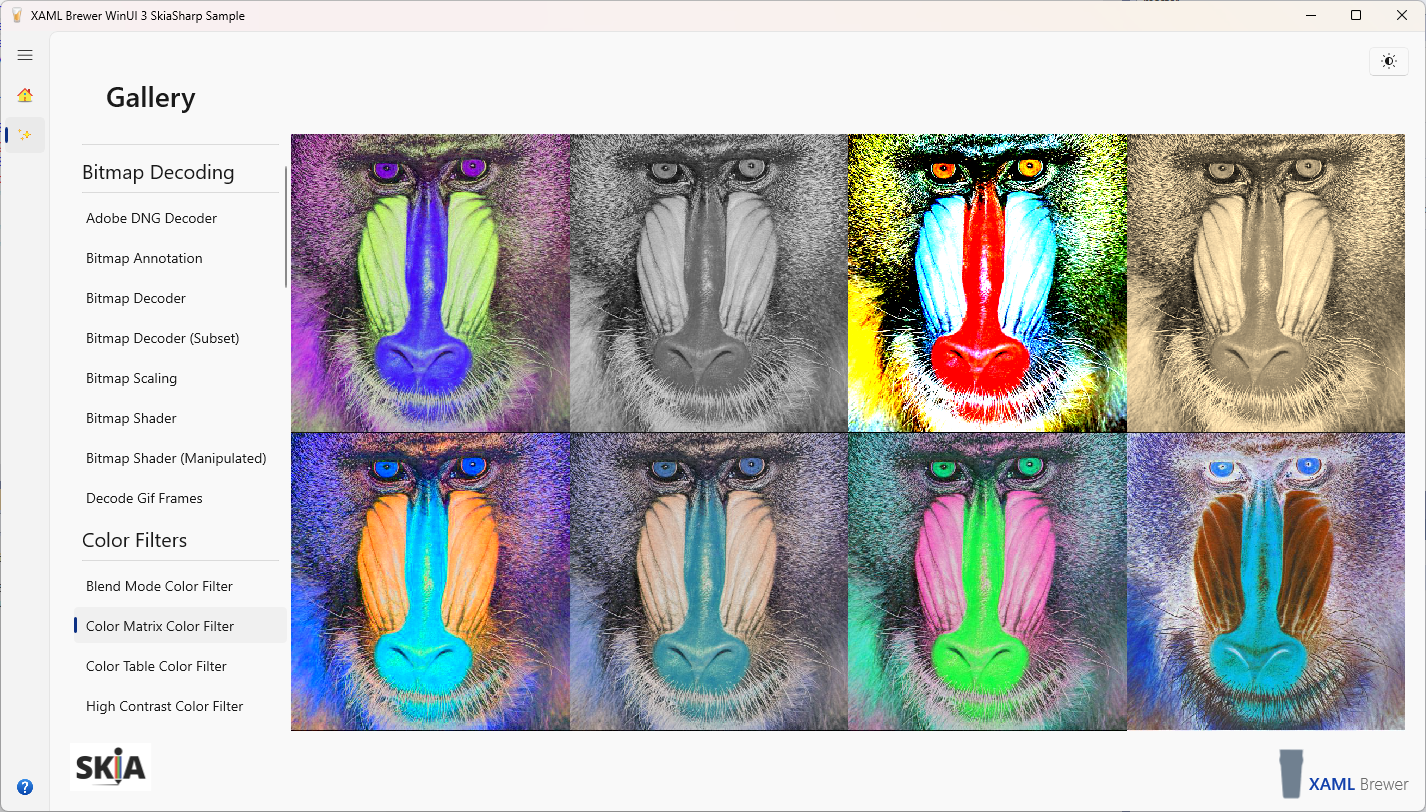 XAML Brewer WinUI 3 SkiaSharp Sample
Gallery
Bitmap Decoding
Adobe DNG Decoder
Bitmap Annotation
Bitmap Decoder
Bitmap Decoder (Subset)
Bitmap Scaling
Bitmap Shader
Bitmap Shader (Manipulated)
Decode Gif Frames
Color Filters
Blend Mode Color Filter
Color Matrix Color Filter
Color Table Color Filter
High Contrast Color Filter
SKiA
?
XAML Brewer